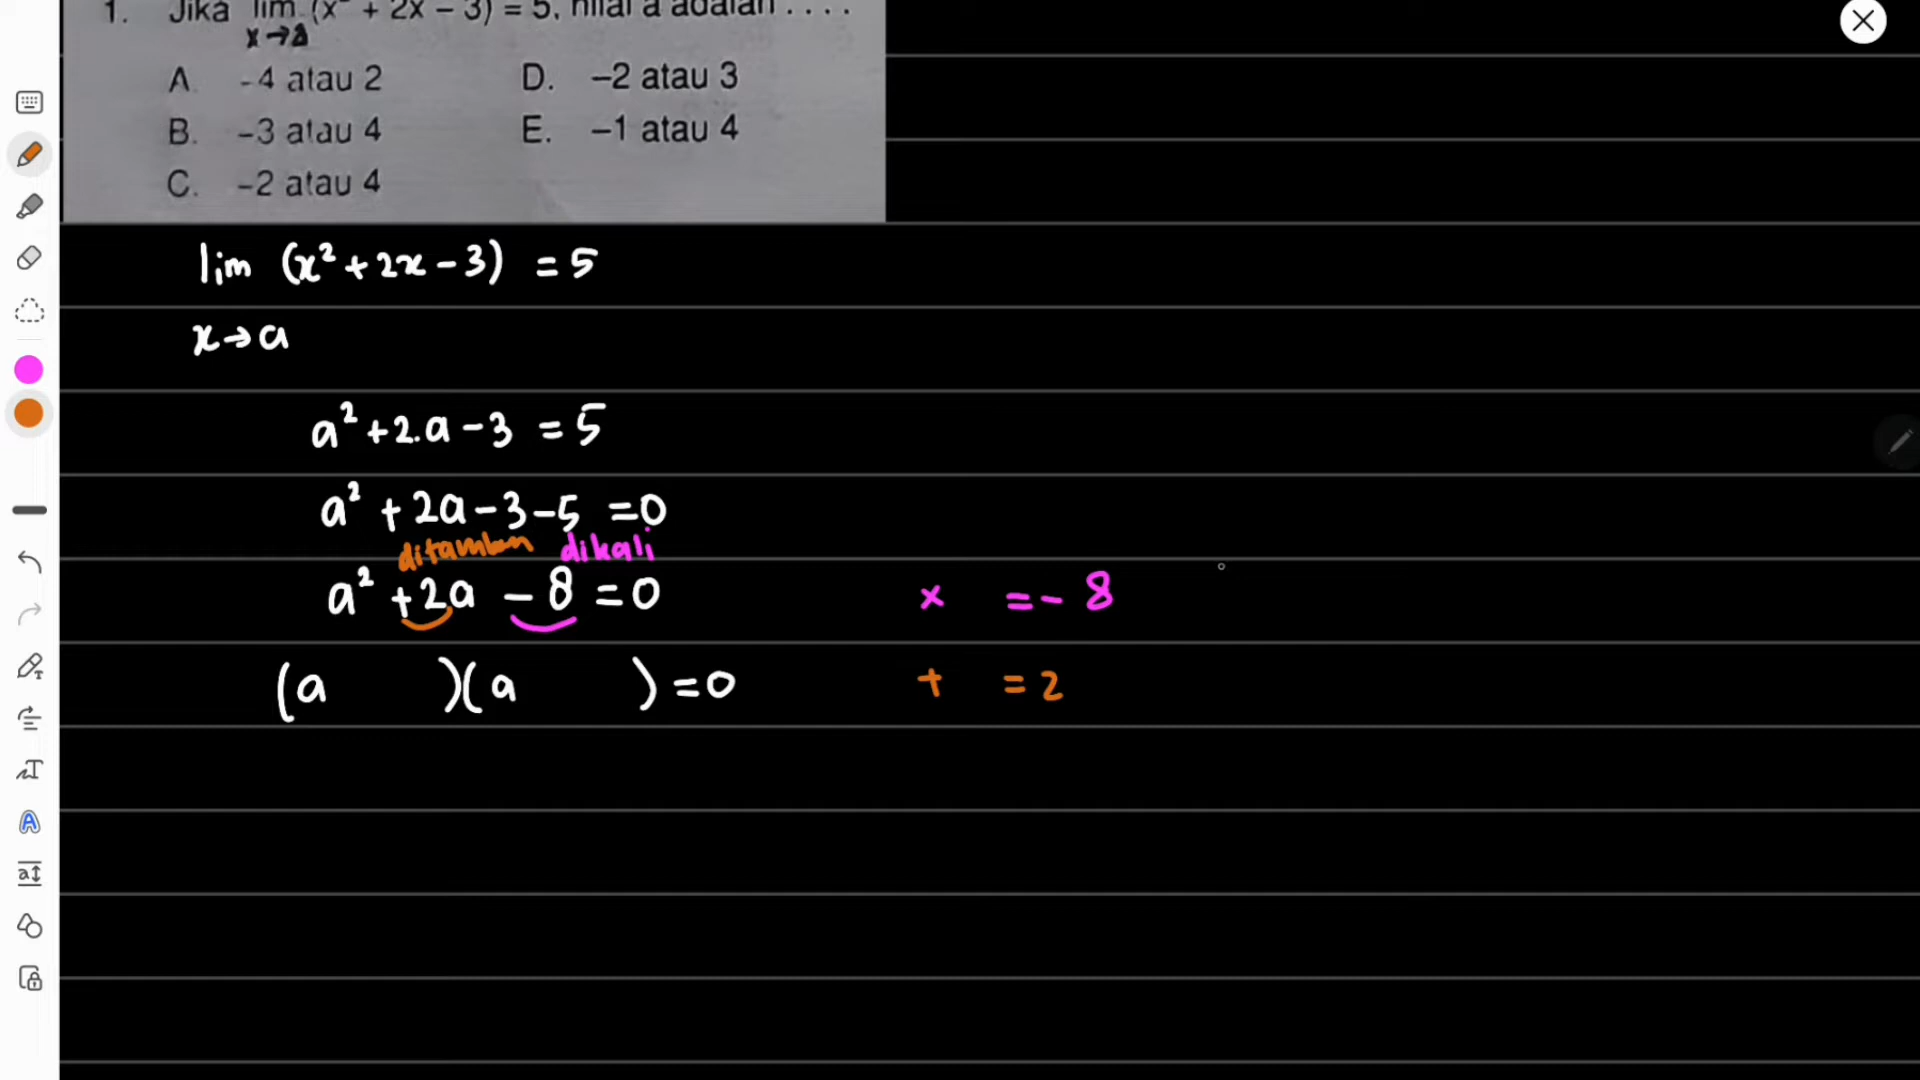 1. Jika lim (x² + 2x – 3) = 5, nilai a adalah ....
x→a
A. -4 atau 2
D. –2 atau 3
B. -3 atau 4
E. –1 atau 4
C. -2 atau 4
lim (x² + 2x – 3) = 5
x→a
a² + 2.a – 3 = 5
a² + 2a – 3 – 5 = 0
ditambah dikali
a² + 2a – 8 = 0
x = – 8
(a )(a ) = 0
+ = 2